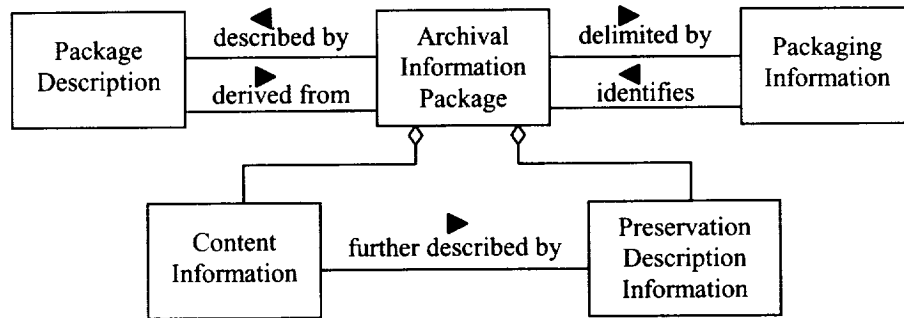 Package
Description
described by
derived from
Archival
Information
Package
delimited by
identifies
Packaging
Information
Content
Information
further described by
Preservation
Description
Information